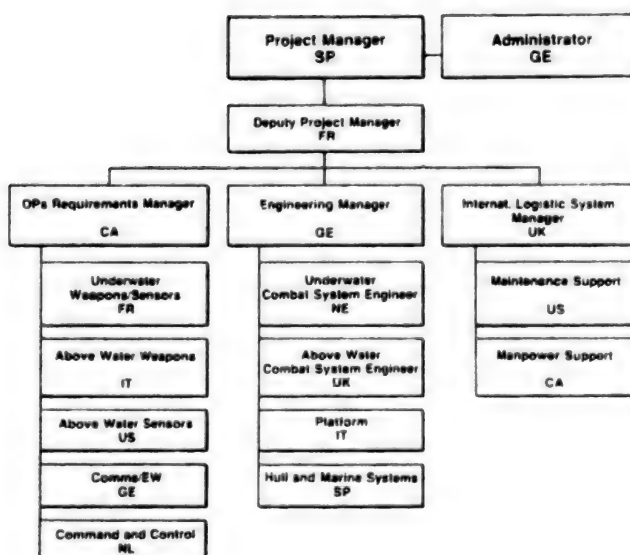 Project Manager
SP
Administrator
GE
Deputy Project Manager
FR
OPs Requirements Manager
CA
Engineering Manager
GE
Internat. Logistic System
Manager
UK
Underwater
Weapons/Sensors
FR
Above Water Weapons
IT
Above Water Sensors
US
Comms/EW
GE
Command and Control
NL
Underwater
Combat System Engineer
NE
Above Water
Combat System Engineer
UK
Platform
IT
Hull and Marine Systems
SP
Maintenance Support
US
Manpower Support
CA